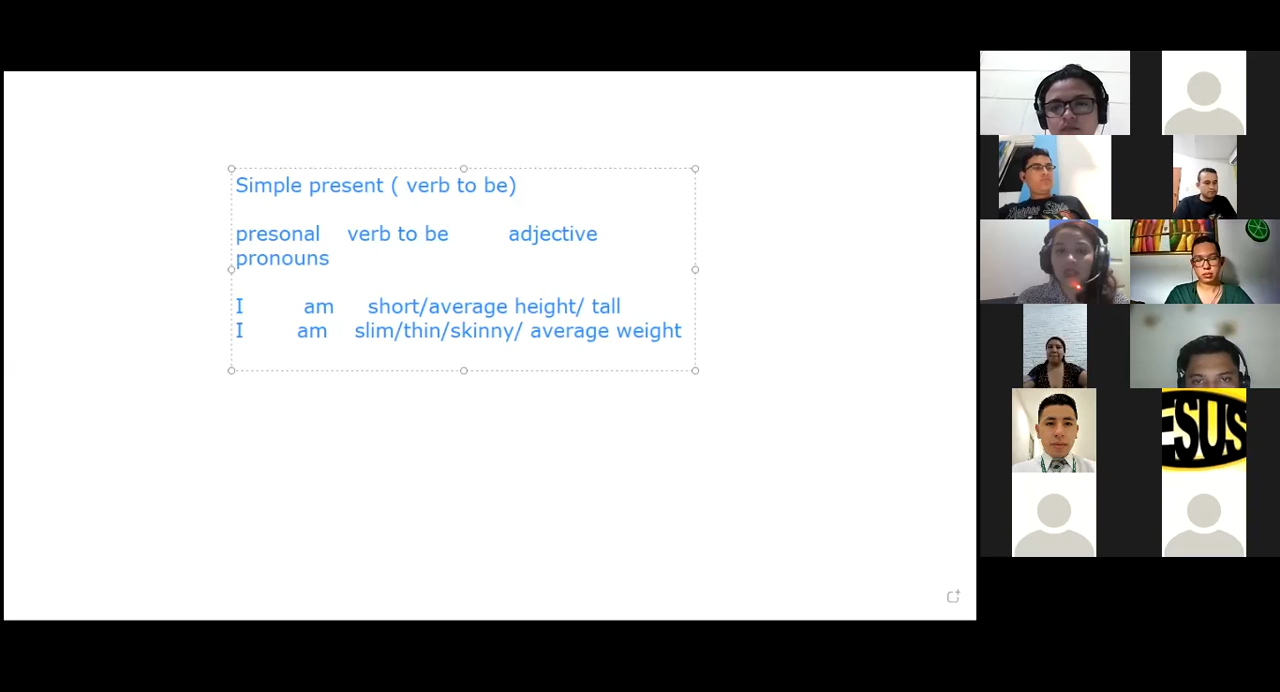 Simple present ( verb to be)
presonal verb to be adjective
pronouns
I am short/average height/ tall
I am slim/thin/skinny/ average weight
ESUS